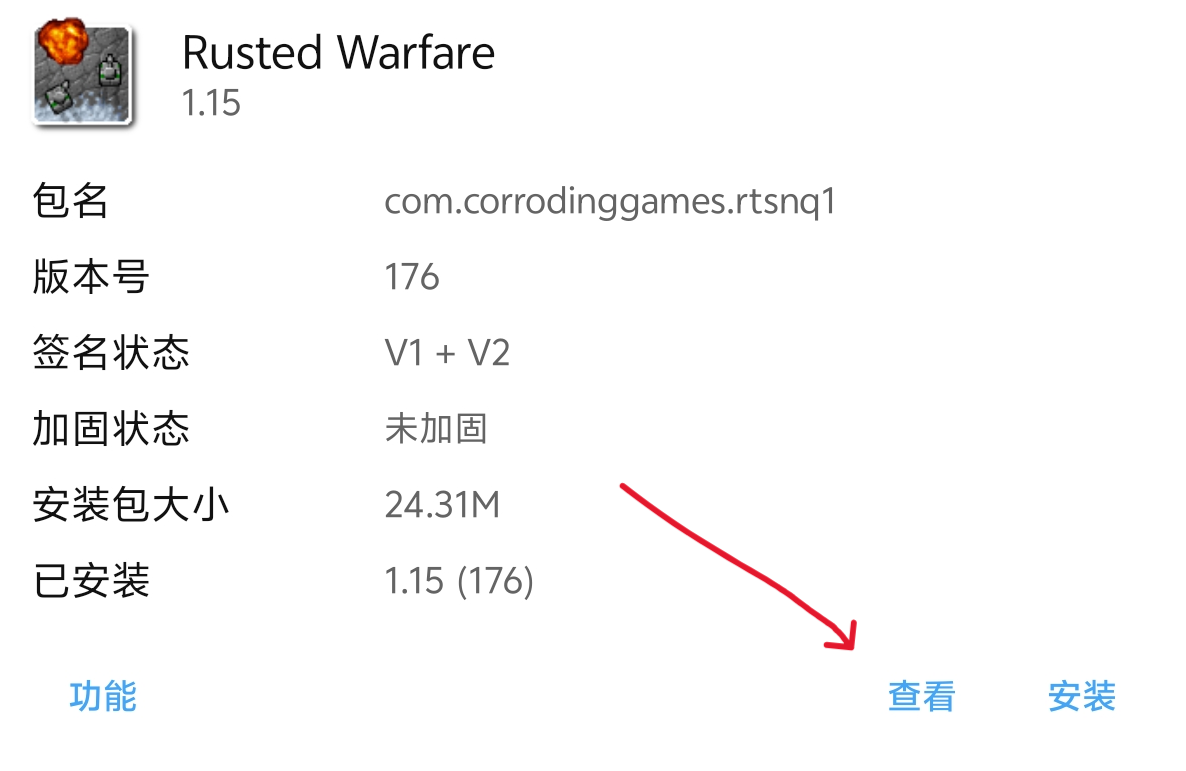 Rusted Warfare
1.15
包名 com.corrodinggames.rtsnq1
版本号 176
签名状态 V1 + V2
加固状态 未加固
安装包大小 24.31M
已安装 1.15 (176)
功能 查看 安装